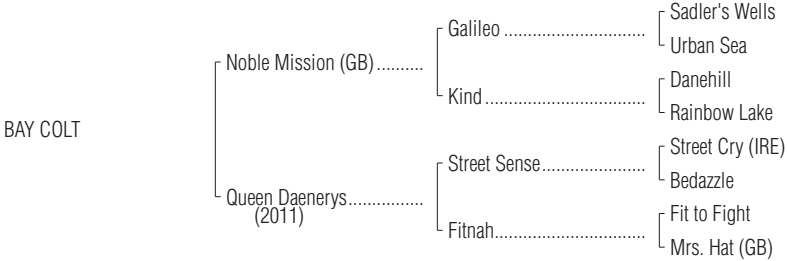 Sadler's Wells
Galileo ..............................
Urban Sea
Noble Mission (GB) ..........
Danehill
Kind ..................................
Rainbow Lake
BAY COLT
Street Cry (IRE)
Street Sense ......................
Bedazzle
Queen Daenerys ................
(2011)
Fit to Fight
Fitnah ................................
Mrs. Hat (GB)